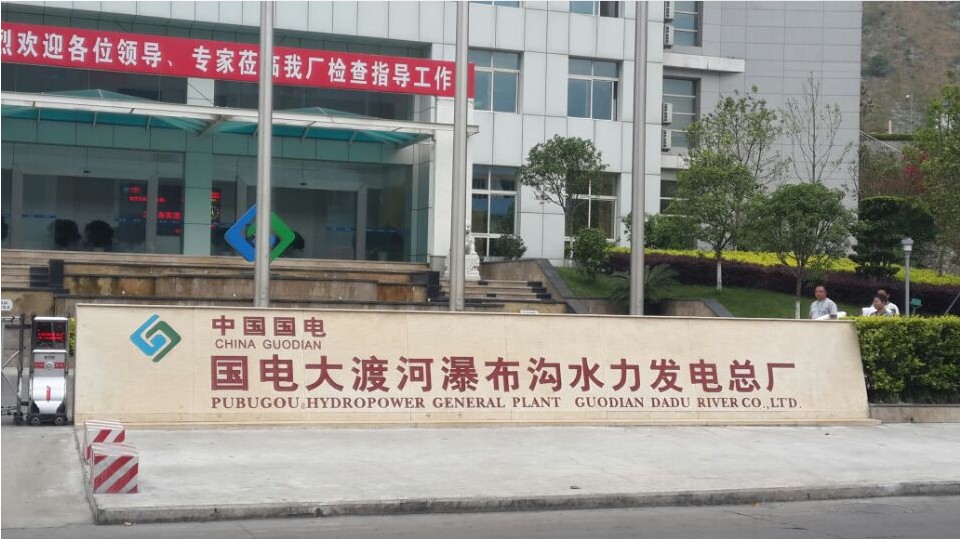 烈欢迎各位领导、专家莅临我厂检查指导工作
中国国电
CHINA GUODIAN
国电大渡河瀑布沟水力发电总厂
PUBUGOU HYDROPOWER GENERAL PLANT GUODIAN DADU RIVER CO.,LTD.